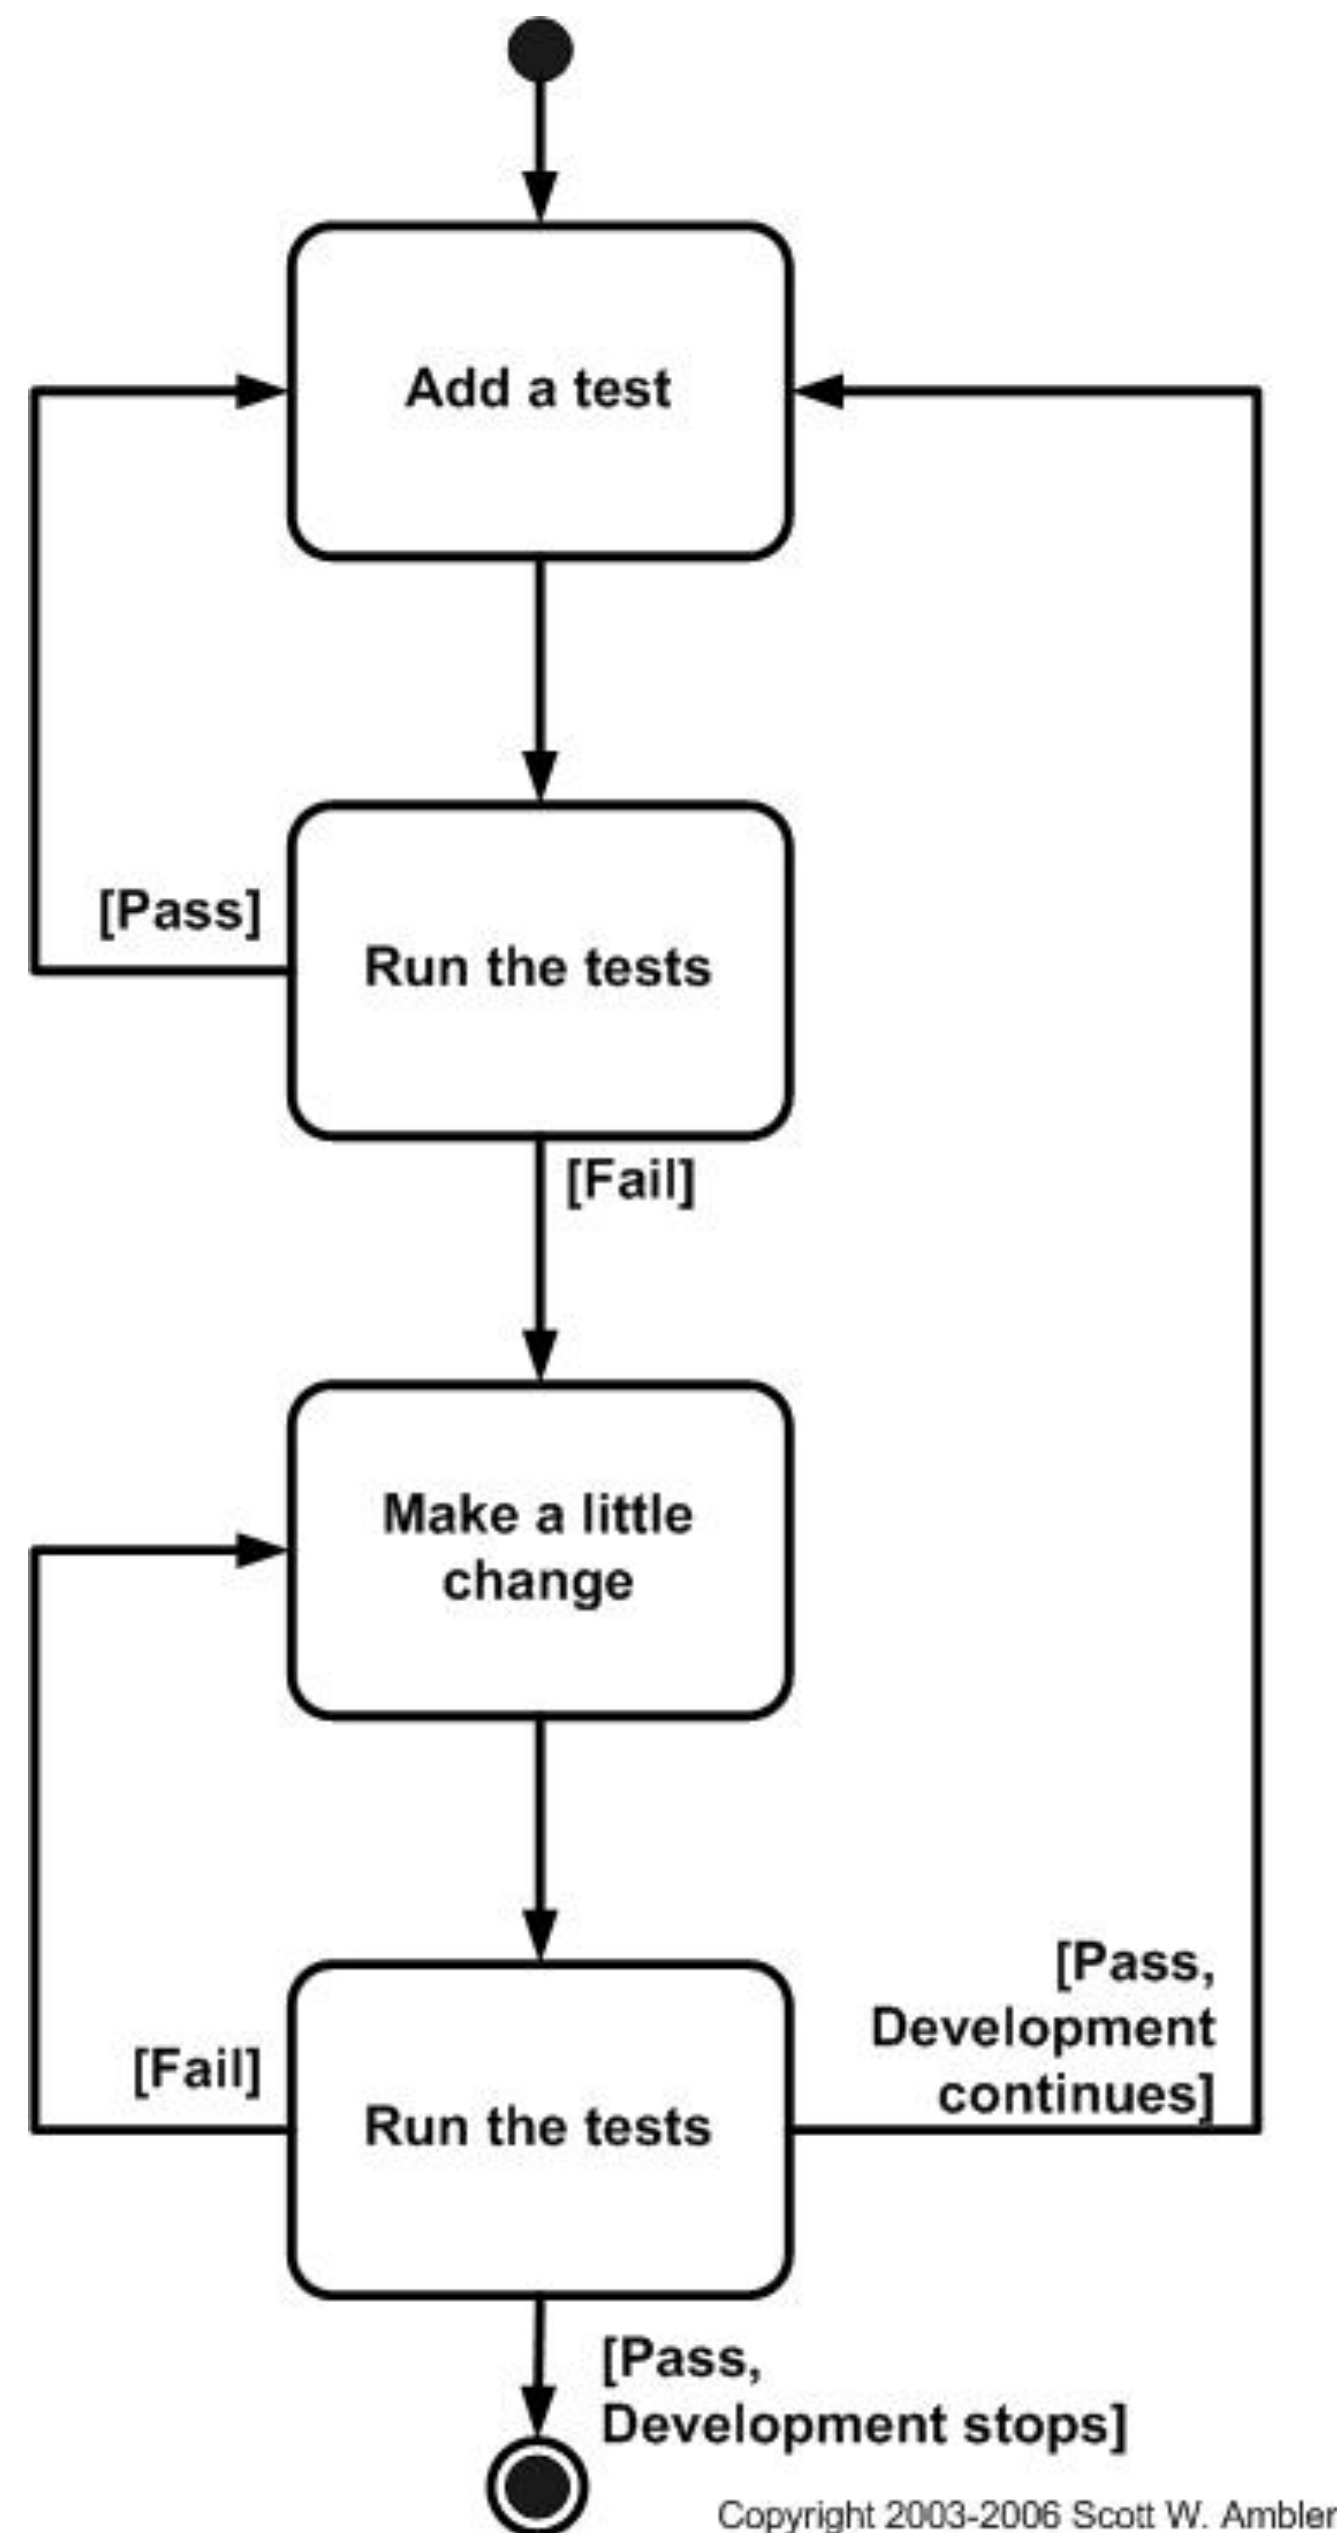 Add a test
[Pass]
Run the tests
[Fail]
Make a little
change
[Fail]
Run the tests
[Pass,
Development
continues]
[Pass,
Development stops]
Copyright 2003-2006 Scott W. Ambler